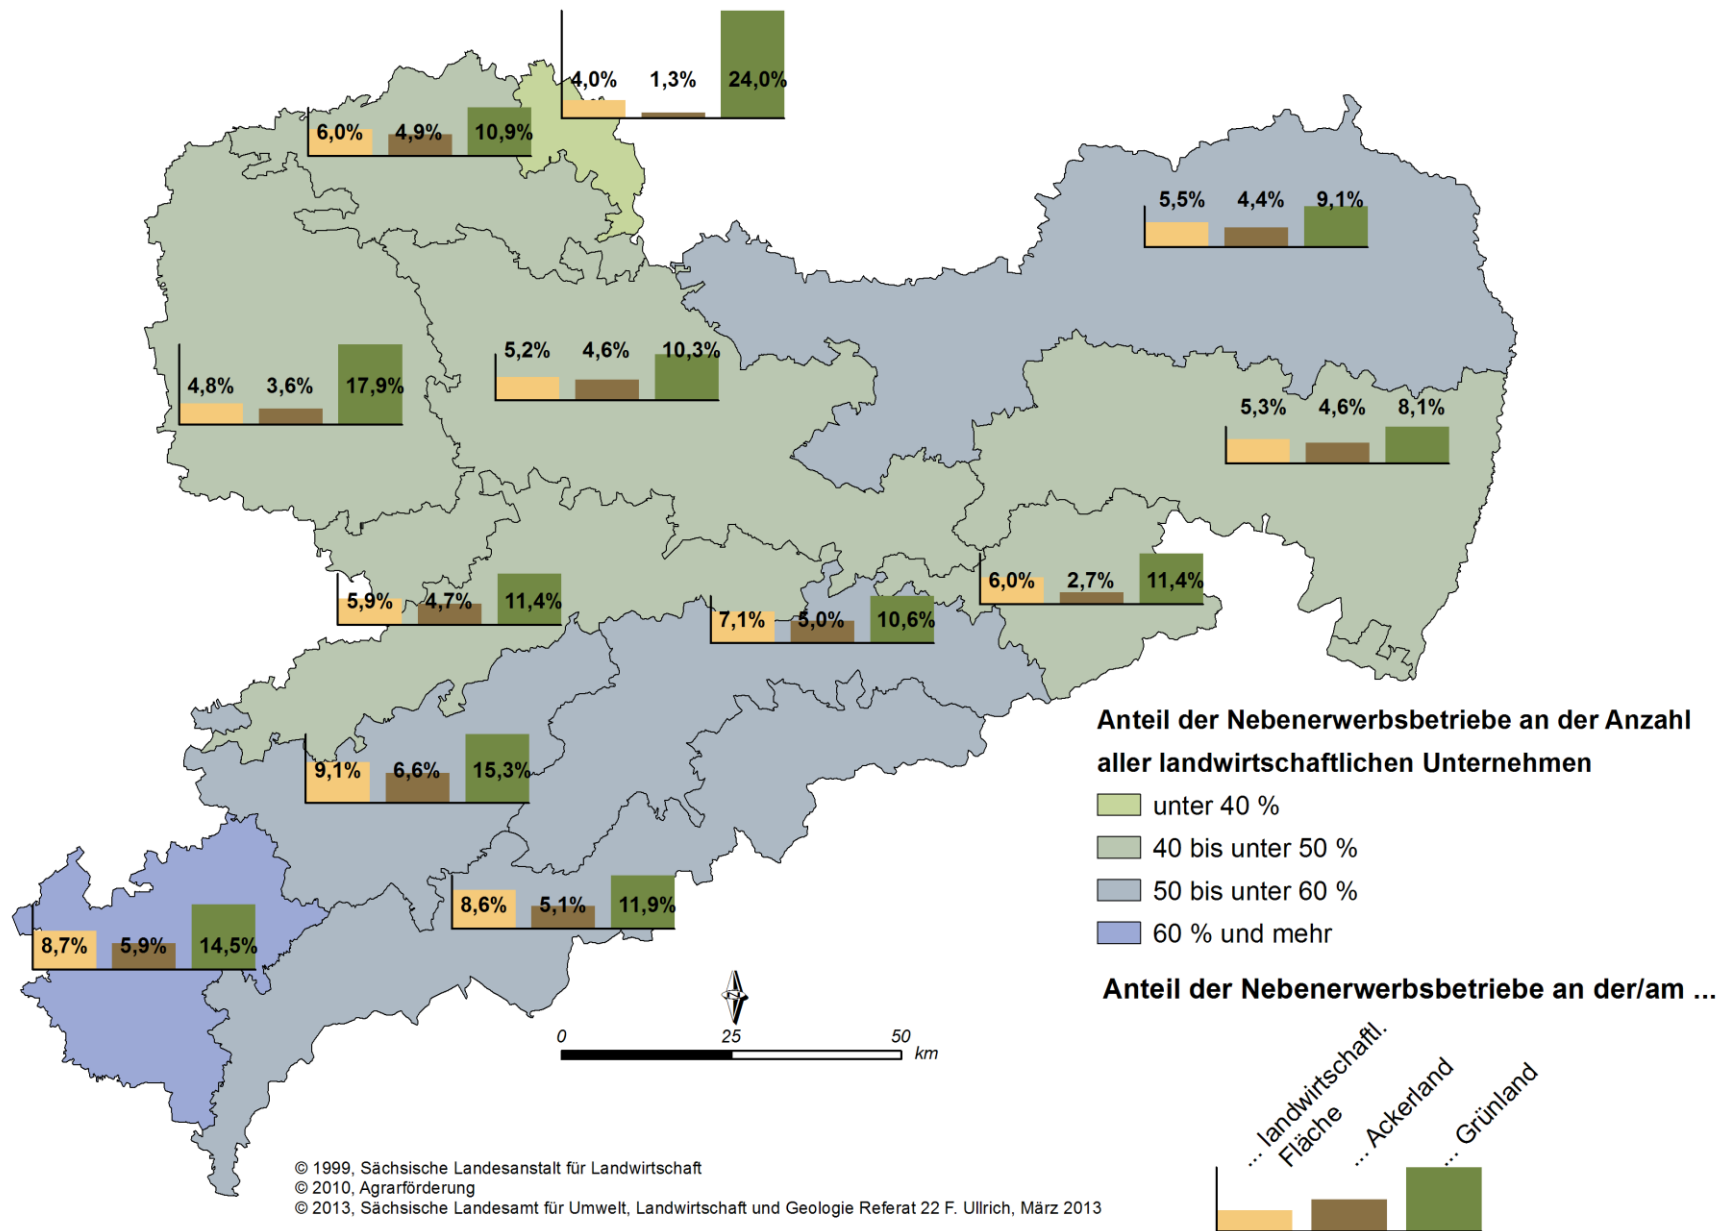 4,0% 1,3% 24,0%
6,0% 4,9% 10,9%
5,5% 4,4% 9,1%
5,2% 4,6% 10,3%
4,8% 3,6% 17,9%
5,3% 4,6% 8,1%
6,0% 2,7% 11,4%
5,9% 4,7% 11,4%
7,1% 5,0% 10,6%
9,1% 6,6% 15,3%
8,6% 5,1% 11,9%
8,7% 5,9% 14,5%
Anteil der Nebenerwerbsbetriebe an der Anzahl
aller landwirtschaftlichen Unternehmen
unter 40 %
40 bis unter 50 %
50 bis unter 60 %
60 % und mehr
Anteil der Nebenerwerbsbetriebe an der/am ...
... landwirtschaftl.
Fläche
... Ackerland
... Grünland
N
0 25 50
km
© 1999, Sächsische Landesanstalt für Landwirtschaft
© 2010, Agrarförderung
© 2013, Sächsische Landesamt für Umwelt, Landwirtschaft und Geologie Referat 22 F. Ullrich, März 2013